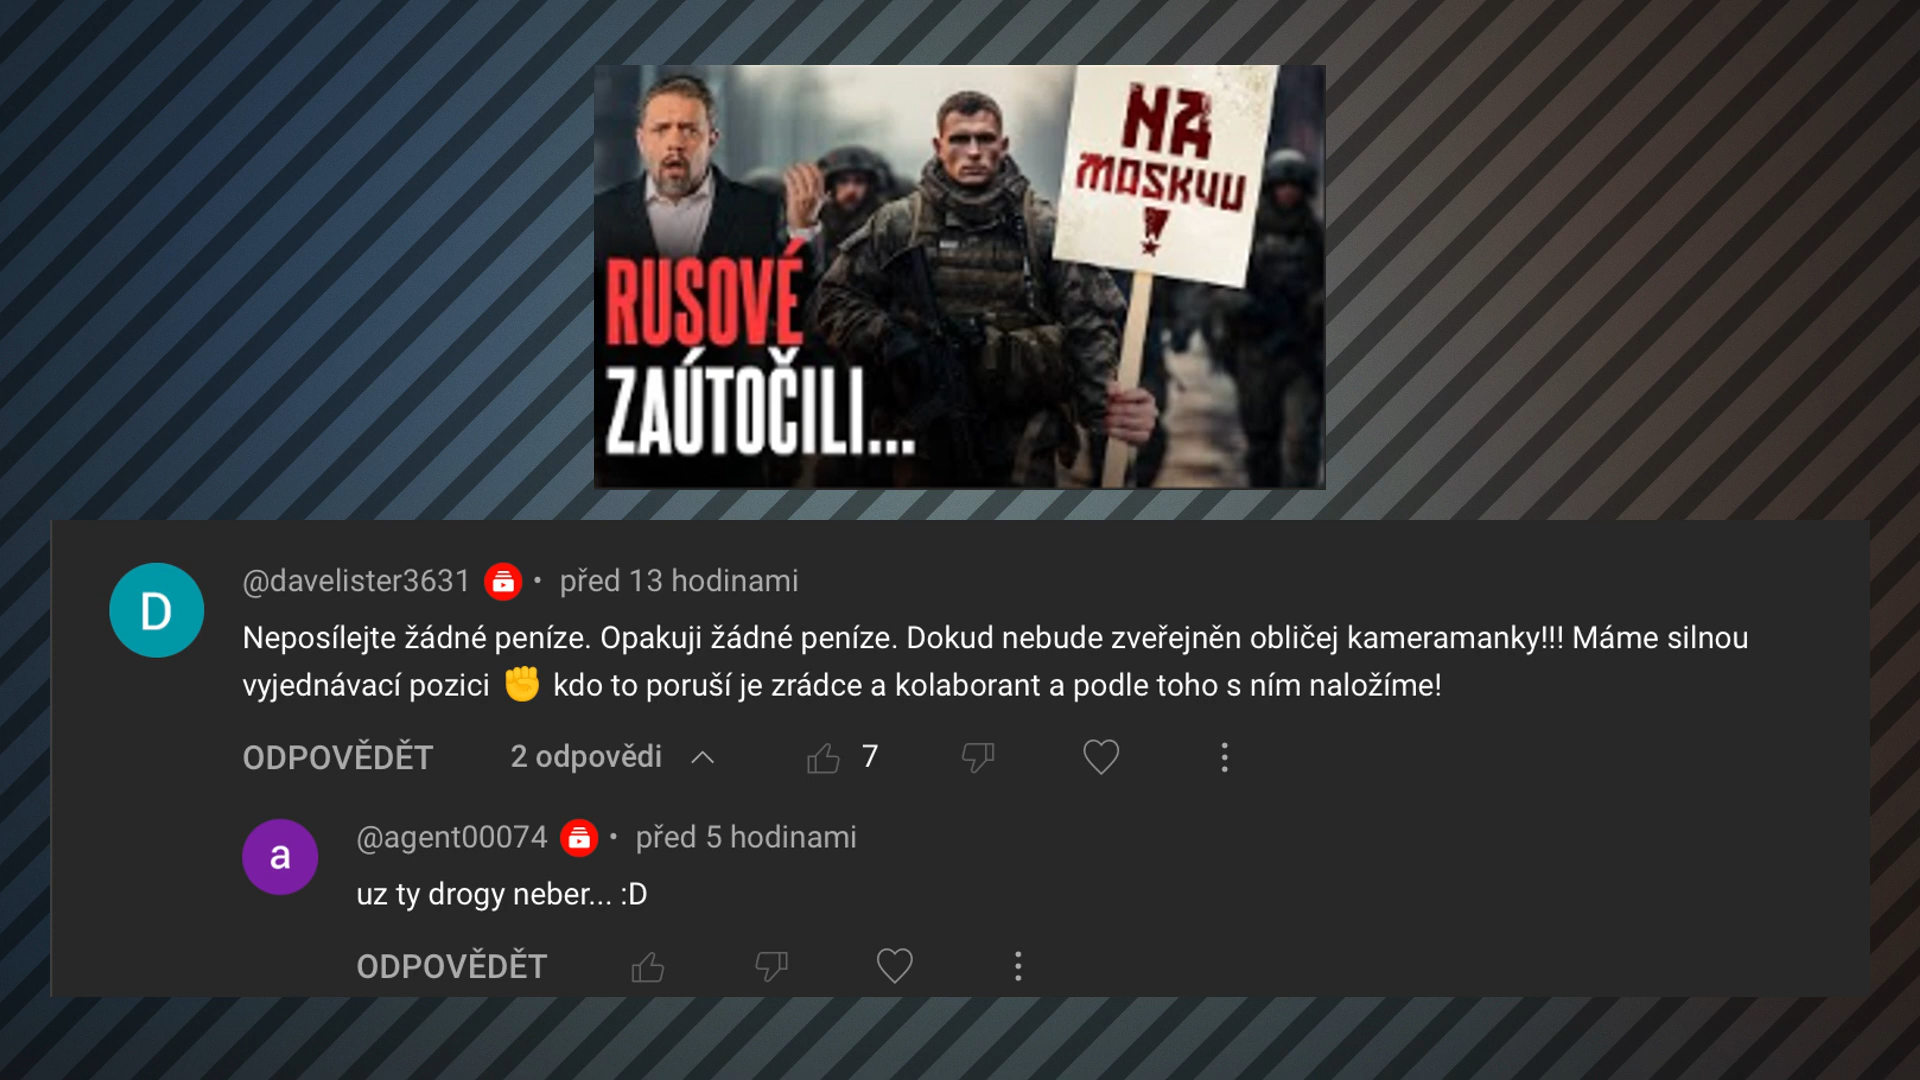 NA
MOSKVU
!
RUSOVÉ
ZAÚTOČILI...
D
@davelister3631 • před 13 hodinami
Neposílejte žádné peníze. Opakuji žádné peníze. Dokud nebude zveřejněn obličej kameramanky!!! Máme silnou
vyjednávací pozici ✊ kdo to poruší je zrádce a kolaborant a podle toho s ním naložíme!
ODPOVĚDĚT 2 odpovědi 7
a
@agent00074 • před 5 hodinami
uz ty drogy neber... :D
ODPOVĚDĚT